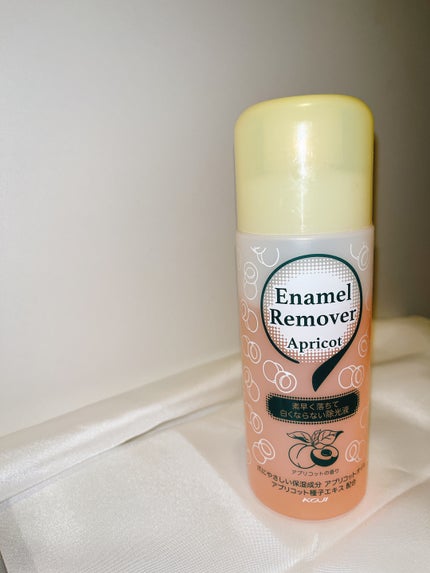 Enamel
Remover
Apricot
素早く落ちて
白くならない除光液
アプリコットの香り
爪にやさしい保湿成分 アプリコットオイル
アプリコット種子エキス配合
KOJI